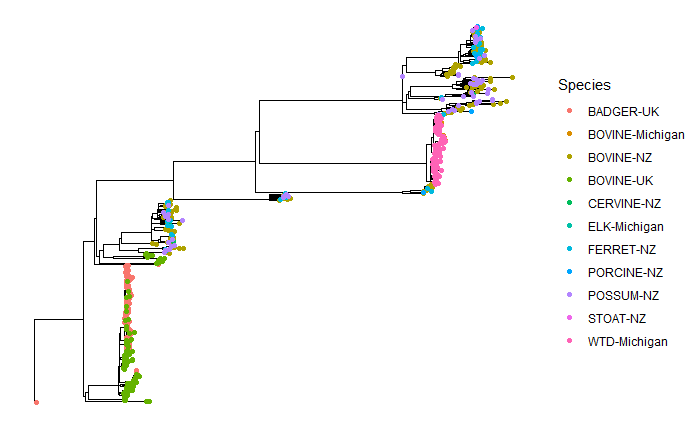 Species
BADGER-UK
BOVINE-Michigan
BOVINE-NZ
BOVINE-UK
CERVINE-NZ
ELK-Michigan
FERRET-NZ
PORCINE-NZ
POSSUM-NZ
STOAT-NZ
WTD-Michigan